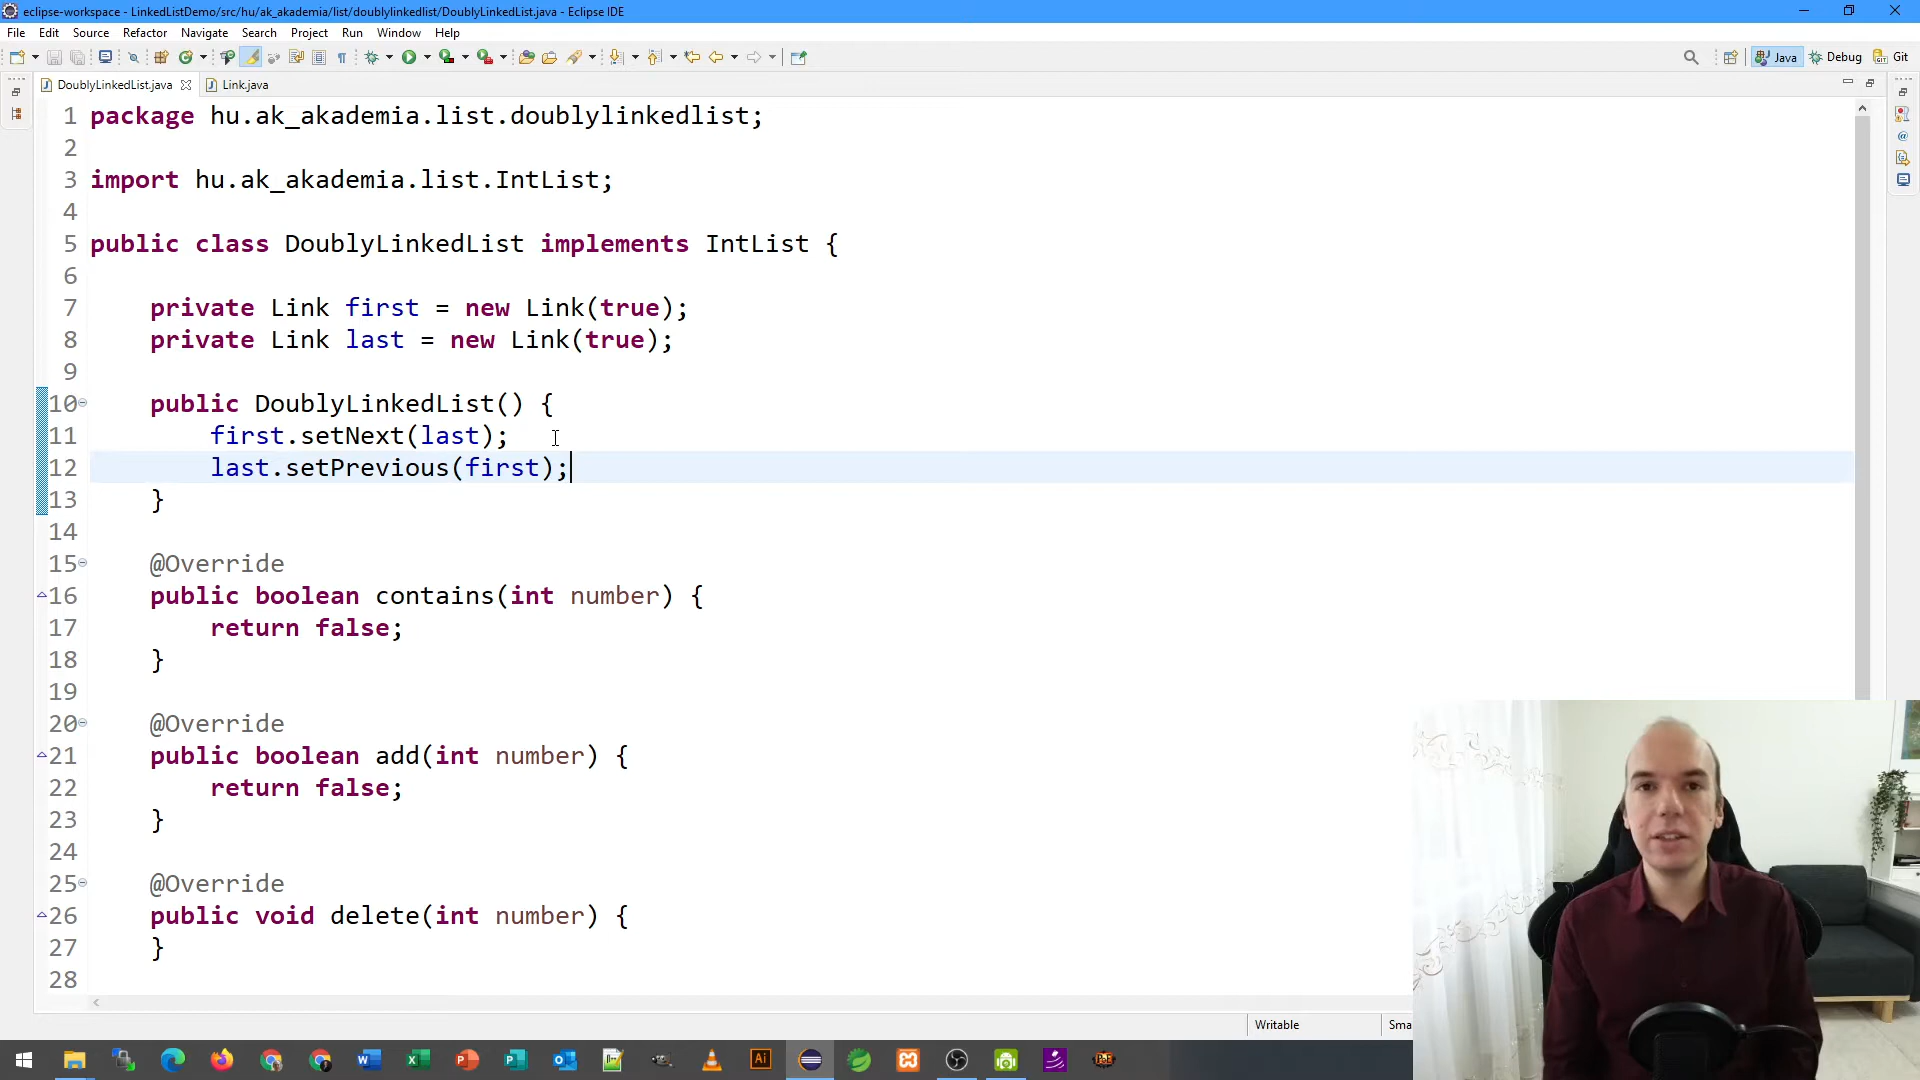 eclipse-workspace - LinkedListDemo/src/hu/ak_akademia/list/doublylinkedlist/DoublyLinkedList.java - Eclipse IDE
File Edit Source Refactor Navigate Search Project Run Window Help
Java Debug Git
DoublyLinkedList.java Link.java
1 package hu.ak_akademia.list.doublylinkedlist;
2
3 import hu.ak_akademia.list.IntList;
4
5 public class DoublyLinkedList implements IntList {
6
7 private Link first = new Link(true);
8 private Link last = new Link(true);
9
10 public DoublyLinkedList() {
11 first.setNext(last);
12 last.setPrevious(first);
13 }
14
15 @Override
16 public boolean contains(int number) {
17 return false;
18 }
19
20 @Override
21 public boolean add(int number) {
22 return false;
23 }
24
25 @Override
26 public void delete(int number) {
27 }
28
Writable Sma